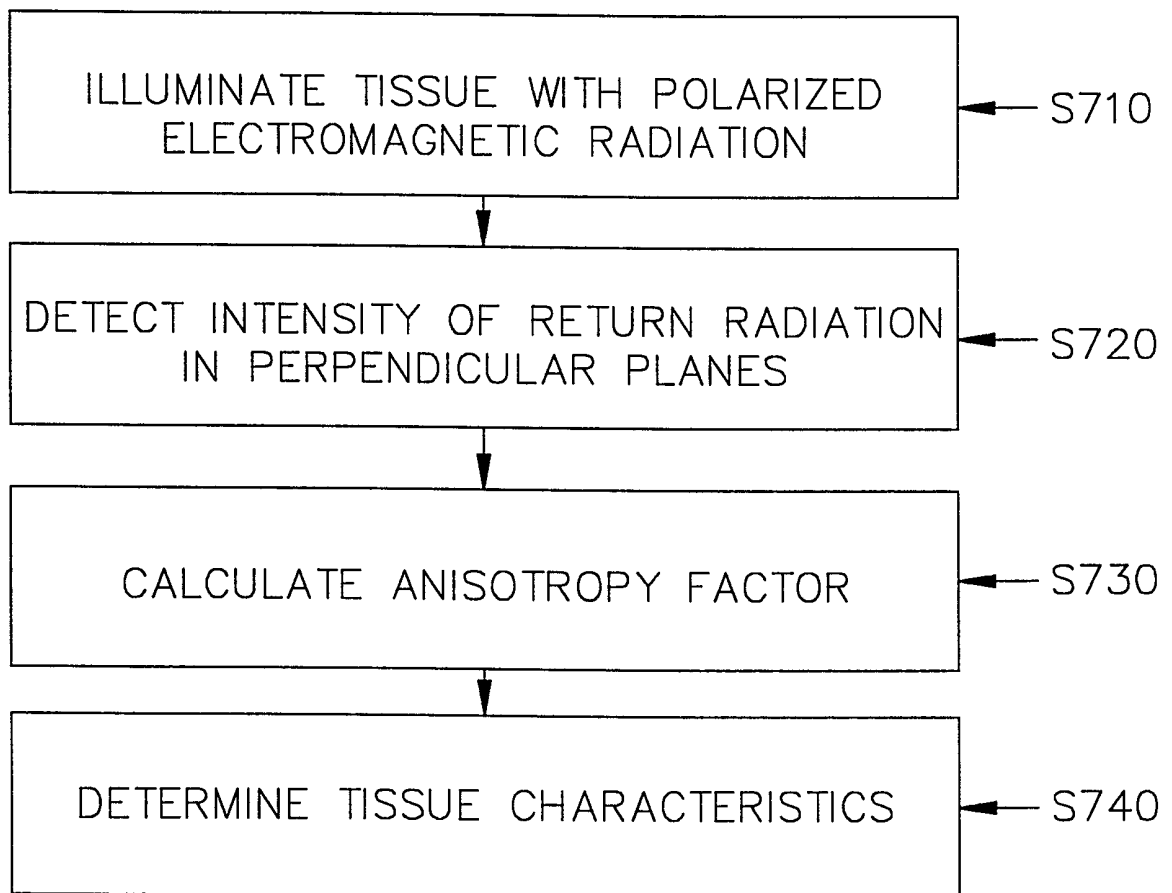 ILLUMINATE TISSUE WITH POLARIZED
ELECTROMAGNETIC RADIATION
S710
DETECT INTENSITY OF RETURN RADIATION
IN PERPENDICULAR PLANES
S720
CALCULATE ANISOTROPY FACTOR
S730
DETERMINE TISSUE CHARACTERISTICS
S740